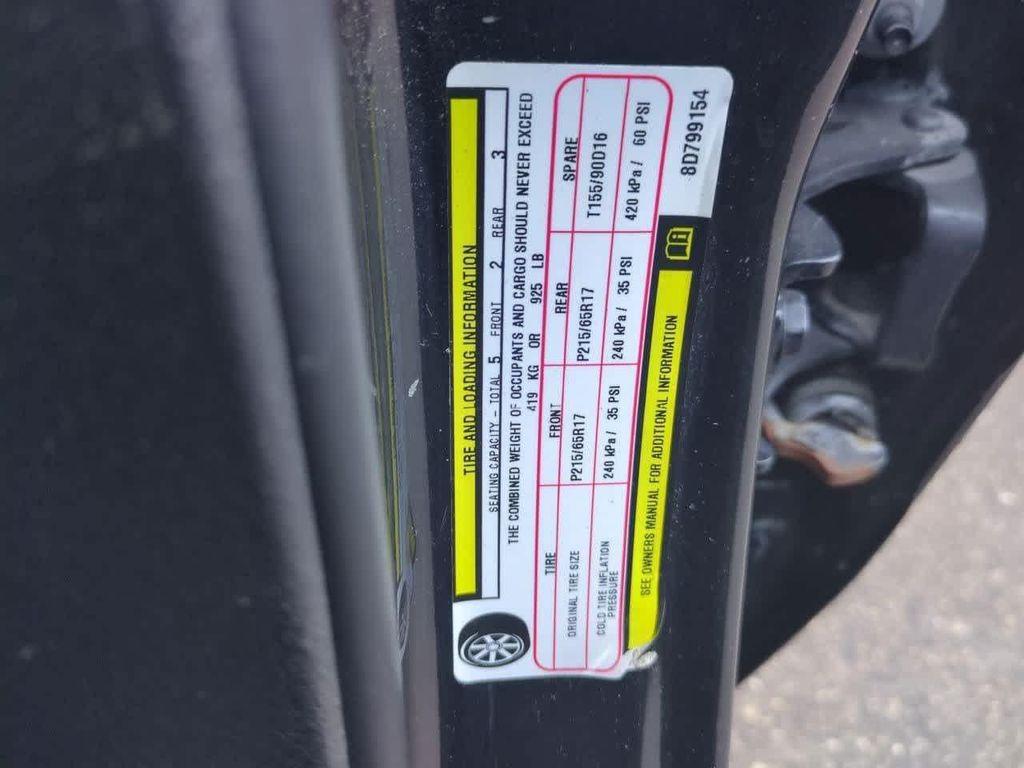 TIRE AND LOADING INFORMATION
SEATING CAPACITY - TOTAL 5 FRONT 2 REAR 3
THE COMBINED WEIGHT OF OCCUPANTS AND CARGO SHOULD NEVER EXCEED
419 KG OR 925 LB
TIRE FRONT REAR SPARE
ORIGINAL TIRE SIZE P215/65R17 P215/65R17 T155/90D16
COLD TIRE INFLATION PRESSURE 240 kPa / 35 PSI 240 kPa / 35 PSI 420 kPa / 60 PSI
SEE OWNERS MANUAL FOR ADDITIONAL INFORMATION
8D799154